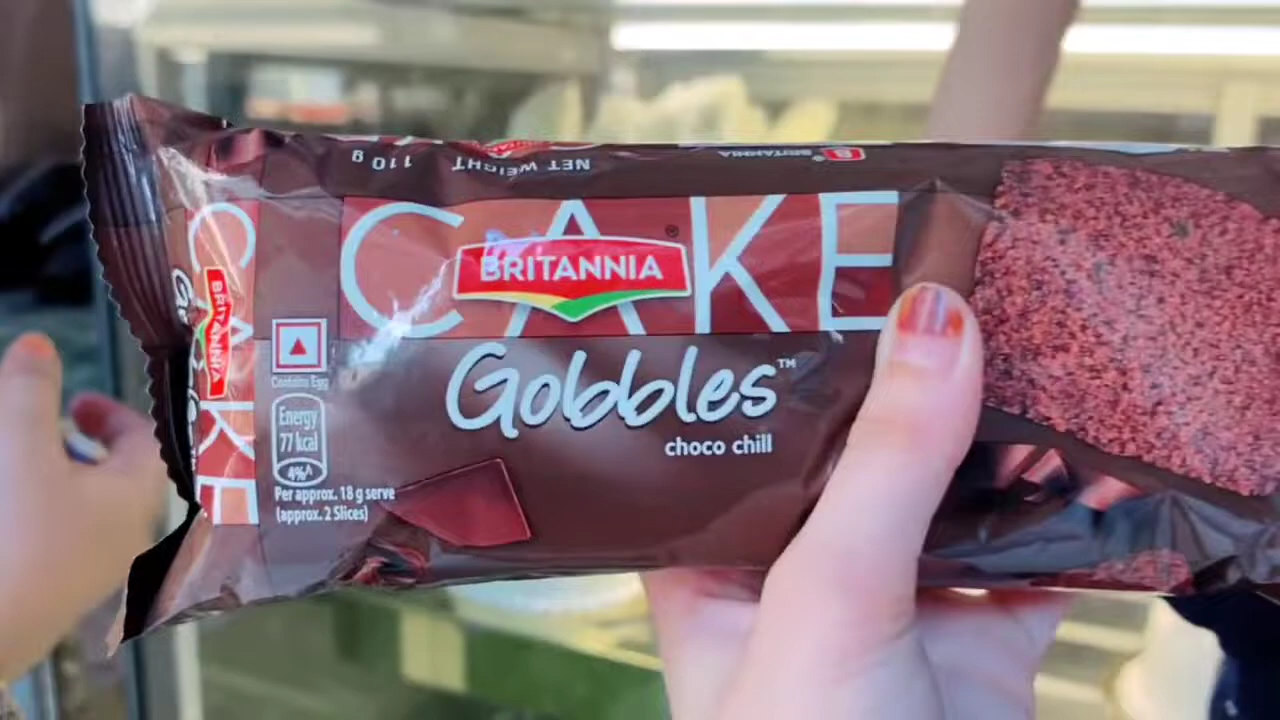 NET WEIGHT 110 g
BRITANNIA
CAKE
BRITANNIA
®
Gobbles™
choco chill
Contains Egg
Energy
77 kcal
4%^
Per approx. 18 g serve
(approx. 2 Slices)
CAKE
BRITANNIA